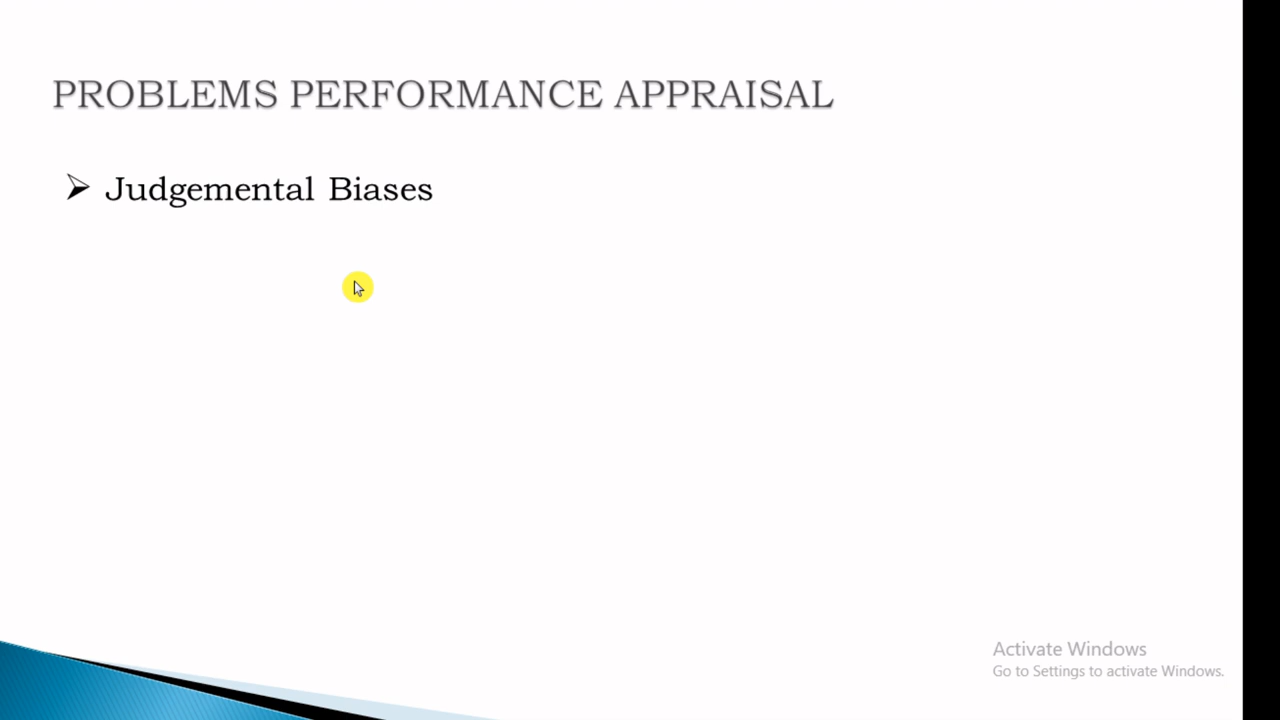 PROBLEMS PERFORMANCE APPRAISAL
Judgemental Biases
Activate Windows
Go to Settings to activate Windows.